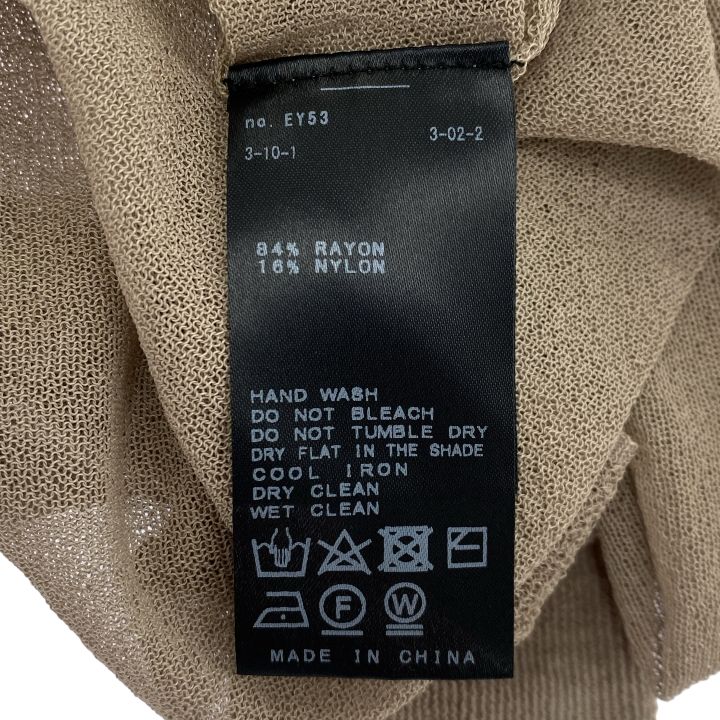 no. EY53
3-10-1 3-02-2
84% RAYON
16% NYLON
HAND WASH
DO NOT BLEACH
DO NOT TUMBLE DRY
DRY FLAT IN THE SHADE
COOL IRON
DRY CLEAN
WET CLEAN
F W
MADE IN CHINA